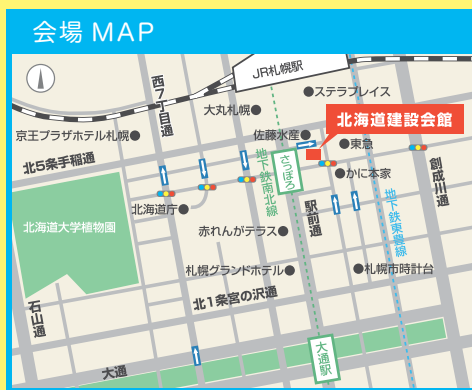 会場 MAP
JR札幌駅
西7丁目通
ステラプレイス
大丸札幌
北海道建設会館
京王プラザホテル札幌
佐藤水産
東急
北5条手稲通
さっぽろ
かに本家
地下鉄南北線
創成川通
北海道庁
駅前通
地下鉄東豊線
北海道大学植物園
赤れんがテラス
札幌グランドホテル
札幌市時計台
北1条宮の沢通
石山通
大通駅
大通